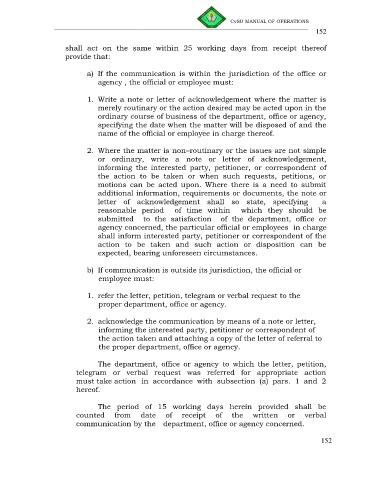 CvSU MANUAL OF OPERATIONS
152
shall act on the same within 25 working days from receipt thereof
provide that:
a) If the communication is within the jurisdiction of the office or
agency , the official or employee must:
1. Write a note or letter of acknowledgement where the matter is
merely routinary or the action desired may be acted upon in the
ordinary course of business of the department, office or agency,
specifying the date when the matter will be disposed of and the
name of the official or employee in charge thereof.
2. Where the matter is non–routinary or the issues are not simple
or ordinary, write a note or letter of acknowledgement,
informing the interested party, petitioner, or correspondent of
the action to be taken or when such requests, petitions, or
motions can be acted upon. Where there is a need to submit
additional information, requirements or documents, the note or
letter of acknowledgement shall so state, specifying a
reasonable period of time within which they should be
submitted to the satisfaction of the department, office or
agency concerned, the particular official or employees in charge
shall inform interested party, petitioner or correspondent of the
action to be taken and such action or disposition can be
expected, bearing unforeseen circumstances.
b) If communication is outside its jurisdiction, the official or
employee must:
1. refer the letter, petition, telegram or verbal request to the
proper department, office or agency.
2. acknowledge the communication by means of a note or letter,
informing the interested party, petitioner or correspondent of
the action taken and attaching a copy of the letter of referral to
the proper department, office or agency.
The department, office or agency to which the letter, petition,
telegram or verbal request was referred for appropriate action
must take action in accordance with subsection (a) pars. 1 and 2
hereof.
The period of 15 working days herein provided shall be
counted from date of receipt of the written or verbal
communication by the department, office or agency concerned.
152